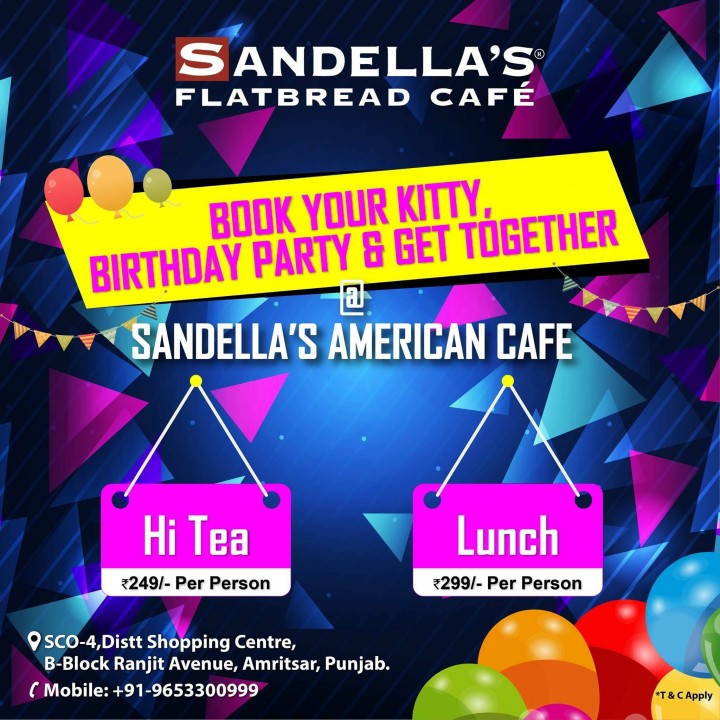 SANDELLA'S®
FLATBREAD CAFÉ
BOOK YOUR KITTY,
BIRTHDAY PARTY & GET TOGETHER
@
SANDELLA'S AMERICAN CAFE
Hi Tea
₹249/- Per Person
Lunch
₹299/- Per Person
SCO-4,Distt Shopping Centre,
B-Block Ranjit Avenue, Amritsar, Punjab.
Mobile: +91-9653300999
*T & C Apply